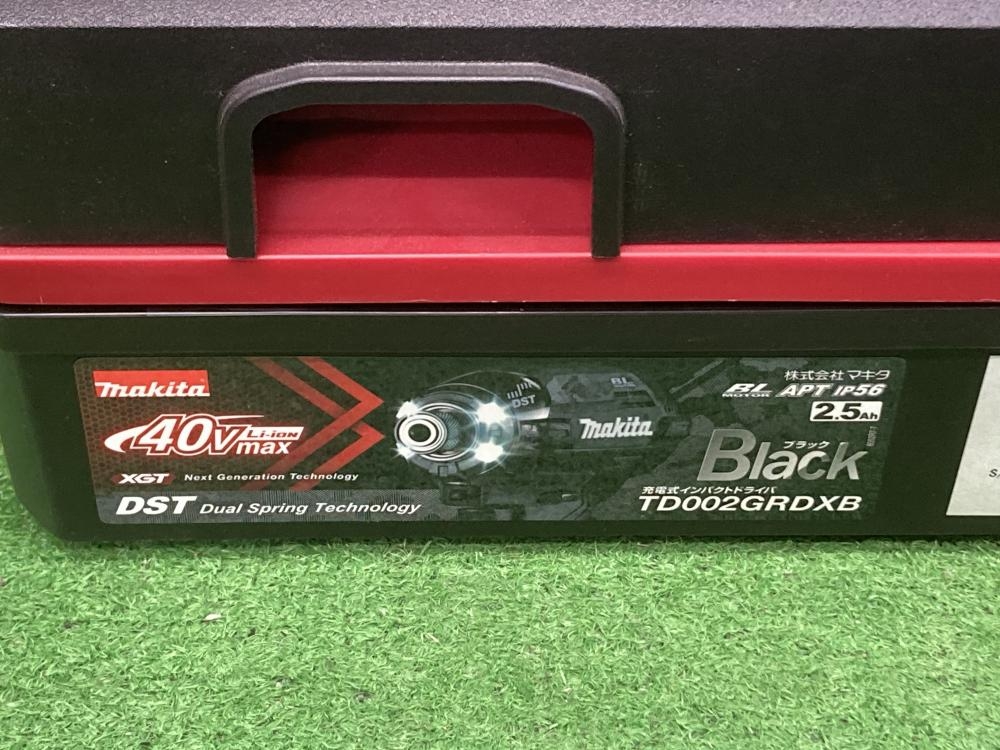 makita
40Vmax Li-ion
XGT Next Generation Technology
DST Dual Spring Technology
DST
BL
makita
株式会社マキタ
BL MOTOR APT IP56
2.5Ah
ブラック
Black
充電式インパクトドライバ
TD002GRDXB